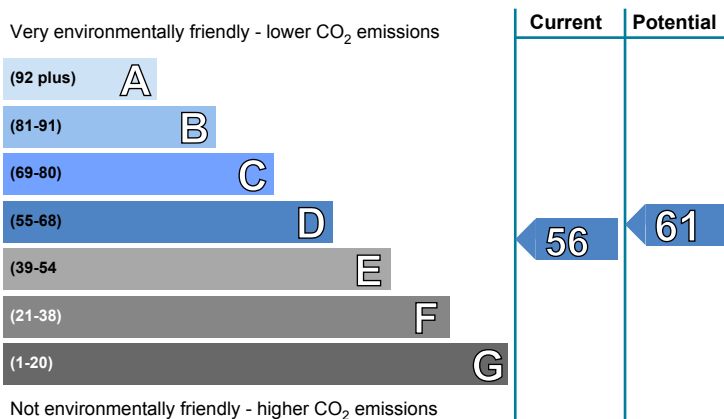 Current Potential
Very environmentally friendly - lower CO2 emissions
(92 plus) A
(81-91) B
(69-80) C
(55-68) D
56 61
(39-54 E
(21-38) F
(1-20) G
Not environmentally friendly - higher CO2 emissions